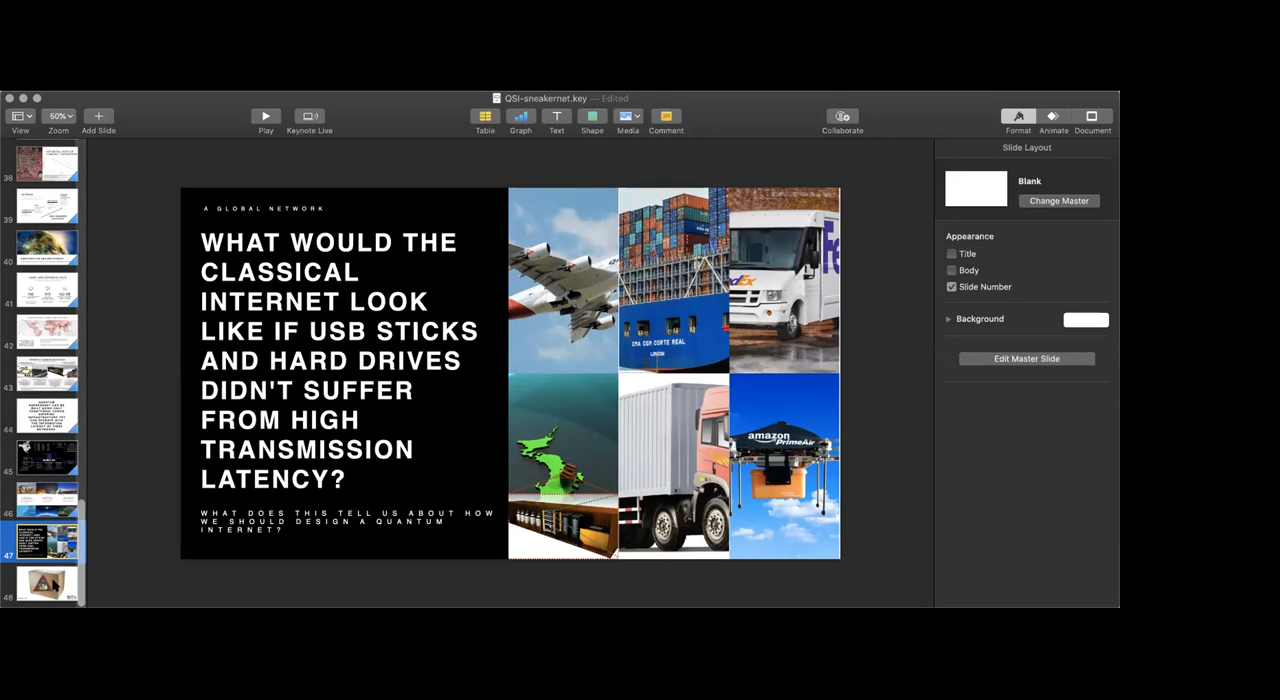 QSI-sneakernet.key — Edited
50%
View
Zoom
Add Slide
Play
Keynote Live
Table
Graph
Text
Shape
Media
Comment
Collaborate
Format
Animate
Document
Slide Layout
Blank
Change Master
Appearance
Title
Body
Slide Number
Background
Edit Master Slide
38
39
40
41
42
43
44
45
46
47
48
A GLOBAL NETWORK
WHAT WOULD THE
CLASSICAL
INTERNET LOOK
LIKE IF USB STICKS
AND HARD DRIVES
DIDN'T SUFFER
FROM HIGH
TRANSMISSION
LATENCY?
WHAT DOES THIS TELL US ABOUT HOW
WE SHOULD DESIGN A QUANTUM
INTERNET?
CMA CGM CORTE REAL
LONDON
Fe
dEx
amazon
PrimeAir